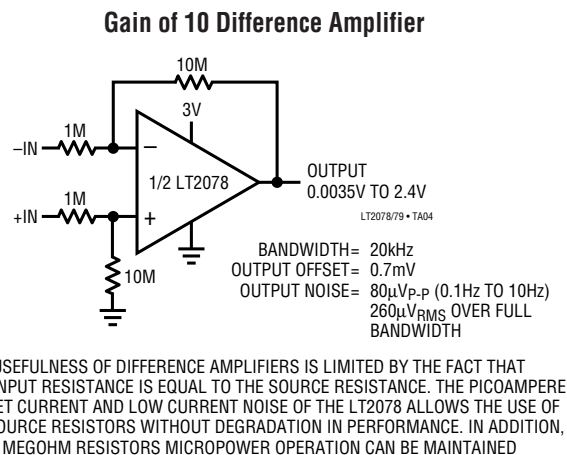 Gain of 10 Difference Amplifier
10M
3V
1M
–IN
–
1/2 LT2078
OUTPUT
0.0035V TO 2.4V
1M
+IN
+
LT2078/79 • TA04
10M
BANDWIDTH= 20kHz
OUTPUT OFFSET= 0.7mV
OUTPUT NOISE= 80µVP-P (0.1Hz TO 10Hz)
260µVRMS OVER FULL
BANDWIDTH
USEFULNESS OF DIFFERENCE AMPLIFIERS IS LIMITED BY THE FACT THAT
INPUT RESISTANCE IS EQUAL TO THE SOURCE RESISTANCE. THE PICOAMPERE
CURRENT AND LOW CURRENT NOISE OF THE LT2078 ALLOWS THE USE OF
RESISTORS WITHOUT DEGRADATION IN PERFORMANCE. IN ADDITION,
MEGOHM RESISTORS MICROPOWER OPERATION CAN BE MAINTAINED